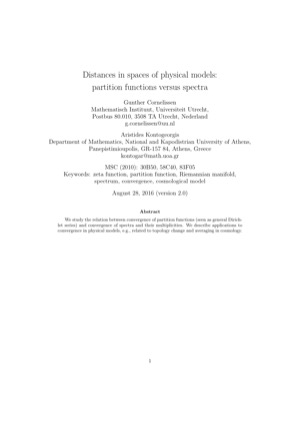 Distances in spaces of physical models:
partition functions versus spectra
Gunther Cornelissen
Mathematisch Instituut, Universiteit Utrecht,
Postbus 80.010, 3508 TA Utrecht, Nederland
g.cornelissen@uu.nl
Aristides Kontogeorgis
Department of Mathematics, National and Kapodistrian University of Athens,
Panepistimioupolis, GR-157 84, Athens, Greece
kontogar@math.uoa.gr
MSC (2010): 30B50, 58C40, 83F05
Keywords: zeta function, partition function, Riemannian manifold,
spectrum, convergence, cosmological model
August 28, 2016 (version 2.0)
Abstract
We study the relation between convergence of partition functions (seen as general Dirich-
let series) and convergence of spectra and their multiplicities. We describe applications to
convergence in physical models, e.g., related to topology change and averaging in cosmology.
1